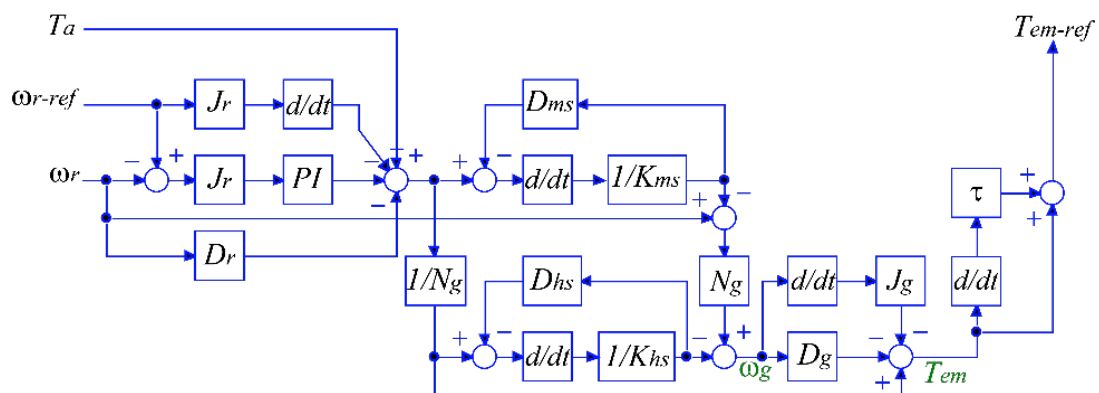 Ta
Tem-ref
ωr-ref
Jr
d/dt
Dms
ωr
Jr
PI
d/dt
1/Kms
τ
Dr
1/Ng
Dhs
Ng
d/dt
Jg
d/dt
d/dt
1/Khs
ωg
Dg
Tem